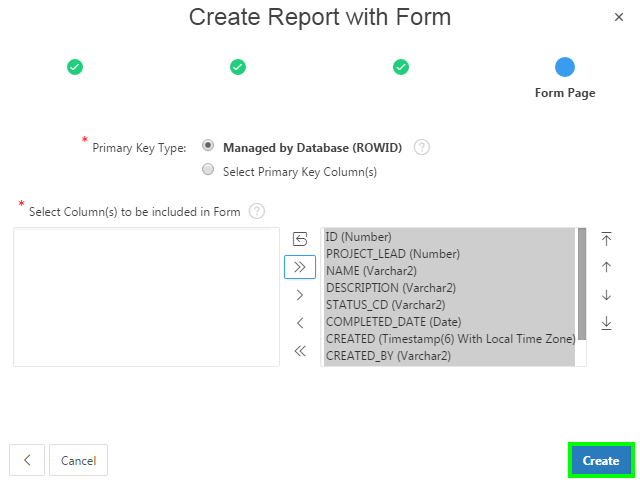 Create Report with Form
Form Page
* Primary Key Type:
Managed by Database (ROWID) ?
Select Primary Key Column(s)
* Select Column(s) to be included in Form ?
ID (Number)
PROJECT_LEAD (Number)
NAME (Varchar2)
DESCRIPTION (Varchar2)
STATUS_CD (Varchar2)
COMPLETED_DATE (Date)
CREATED (Timestamp(6) With Local Time Zone)
CREATED_BY (Varchar2)
Cancel
Create